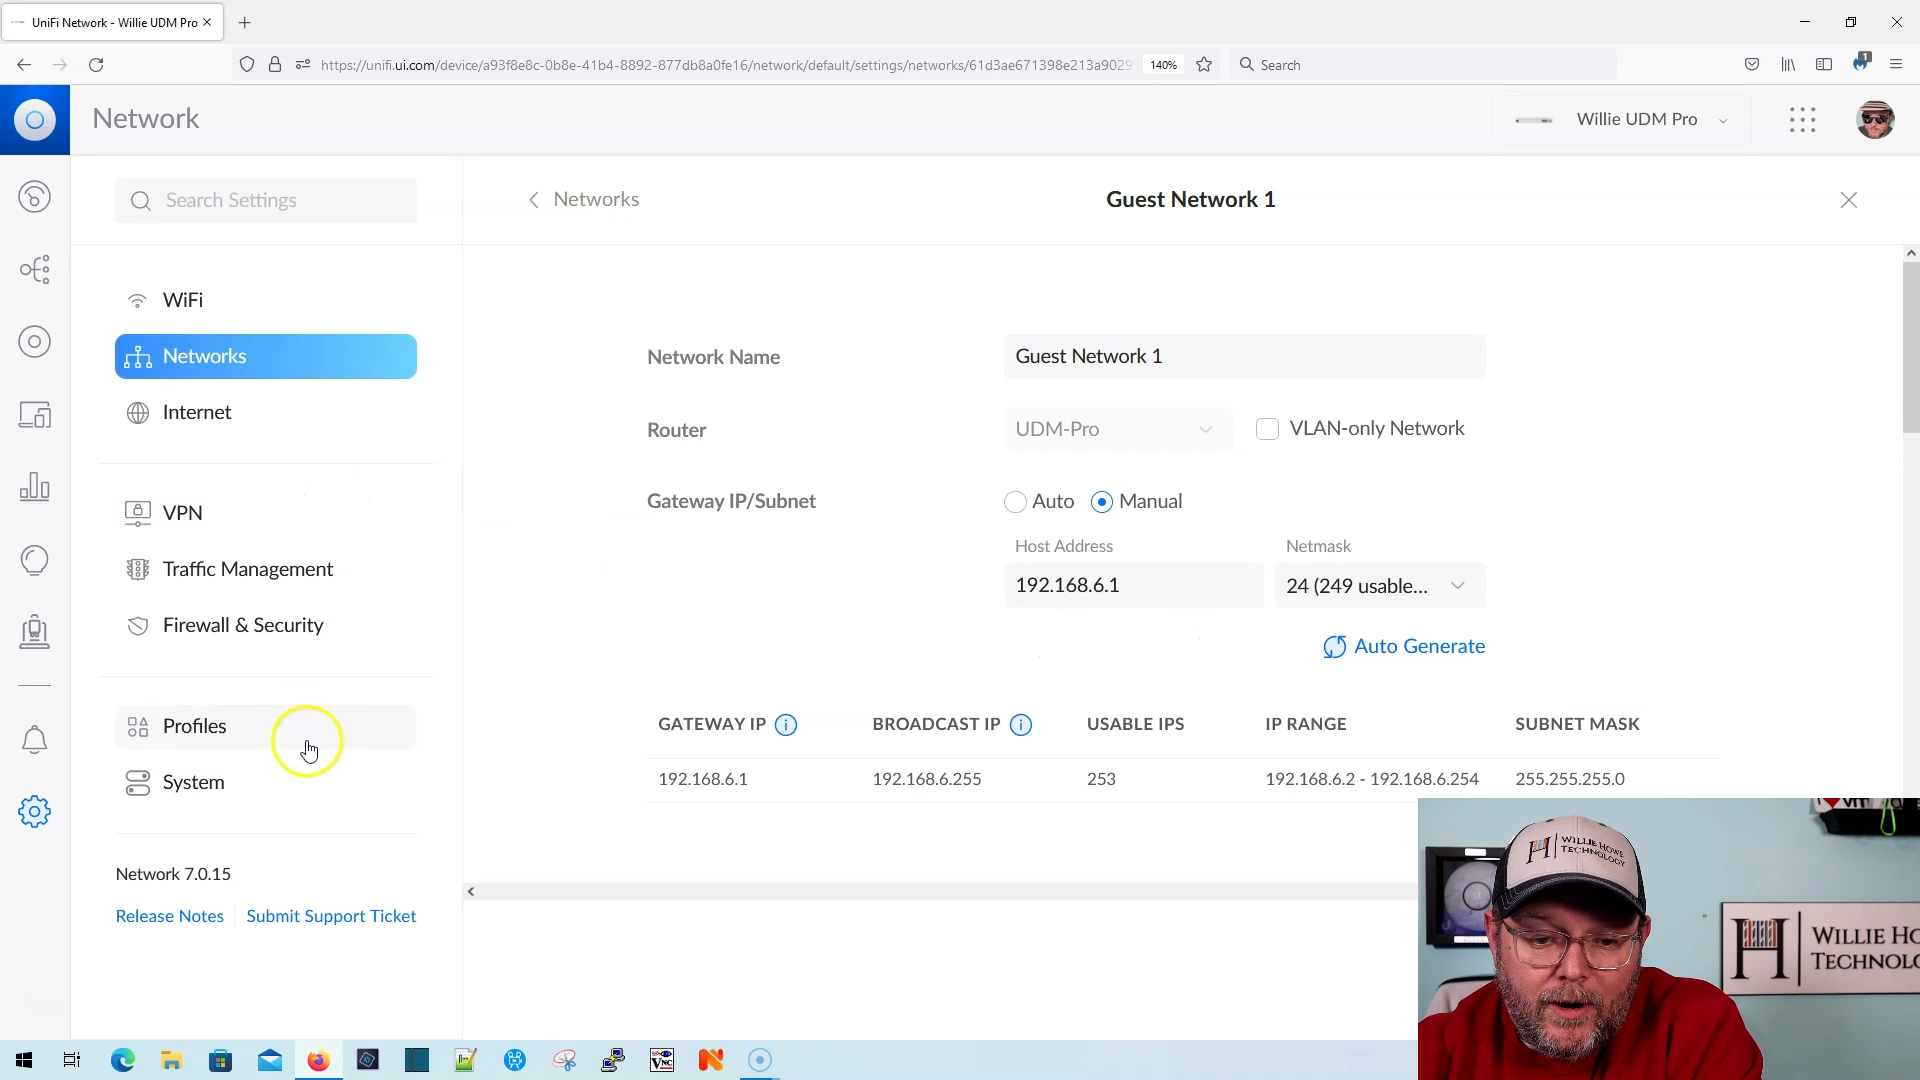 UniFi Network - Willie UDM Pro
https://unifi.ui.com/device/a93f8e8c-0b8e-41b4-8892-877db8a0fe16/network/default/settings/networks/61d3ae671398e213a9029
140%
Search
1
Network
Willie UDM Pro
Search Settings
Networks
Guest Network 1
WiFi
Networks
Internet
VPN
Traffic Management
Firewall & Security
Profiles
System
Network 7.0.15
Release Notes
Submit Support Ticket
Network Name
Guest Network 1
Router
UDM-Pro
VLAN-only Network
Gateway IP/Subnet
Auto
Manual
Host Address
Netmask
192.168.6.1
24 (249 usable...
Auto Generate
GATEWAY IP
BROADCAST IP
USABLE IPS
IP RANGE
SUBNET MASK
192.168.6.1
192.168.6.255
253
192.168.6.2 - 192.168.6.254
255.255.255.0
WILLIE HOWE
TECHNOLOGY
H
WILLIE HO
TECHNOLO
VNC